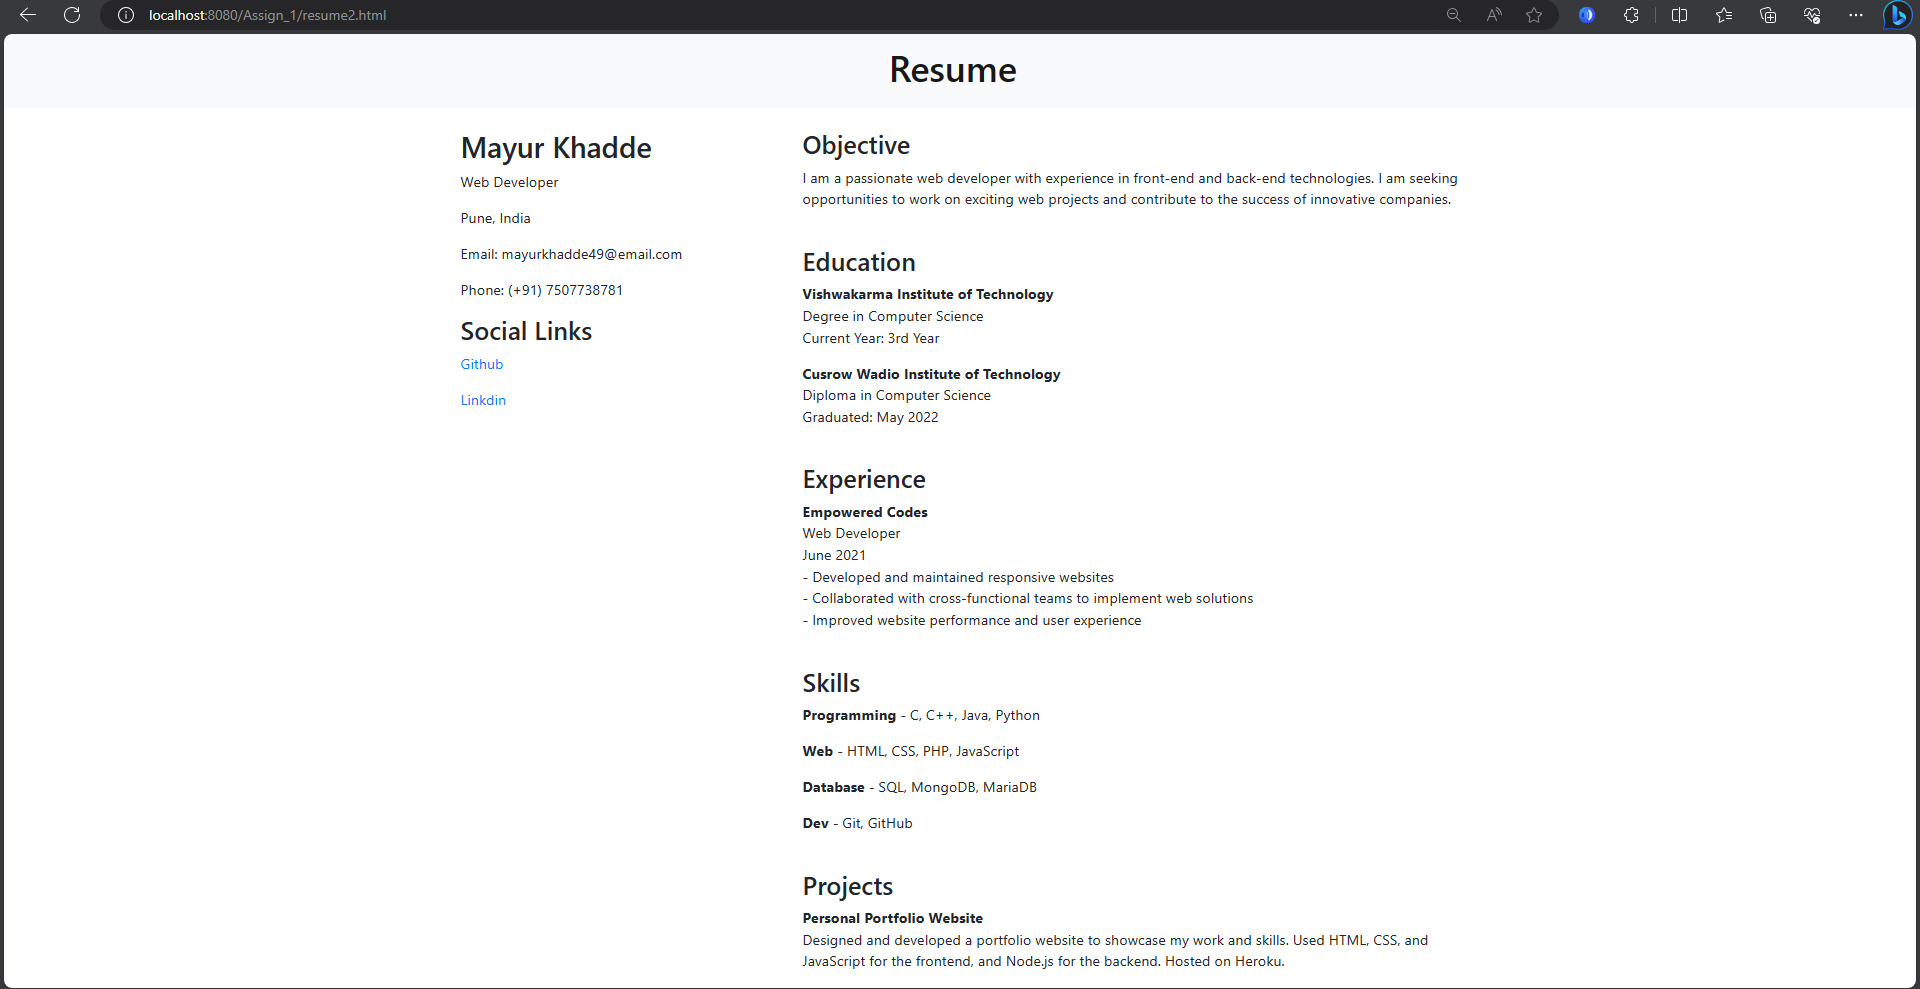 localhost:8080/Assign_1/resume2.html
Resume
Mayur Khadde
Web Developer
Pune, India
Email: mayurkhadde49@email.com
Phone: (+91) 7507738781
Social Links
Github
Linkdin
Objective
I am a passionate web developer with experience in front-end and back-end technologies. I am seeking
opportunities to work on exciting web projects and contribute to the success of innovative companies.
Education
Vishwakarma Institute of Technology
Degree in Computer Science
Current Year: 3rd Year
Cusrow Wadio Institute of Technology
Diploma in Computer Science
Graduated: May 2022
Experience
Empowered Codes
Web Developer
June 2021
- Developed and maintained responsive websites
- Collaborated with cross-functional teams to implement web solutions
- Improved website performance and user experience
Skills
Programming - C, C++, Java, Python
Web - HTML, CSS, PHP, JavaScript
Database - SQL, MongoDB, MariaDB
Dev - Git, GitHub
Projects
Personal Portfolio Website
Designed and developed a portfolio website to showcase my work and skills. Used HTML, CSS, and
JavaScript for the frontend, and Node.js for the backend. Hosted on Heroku.